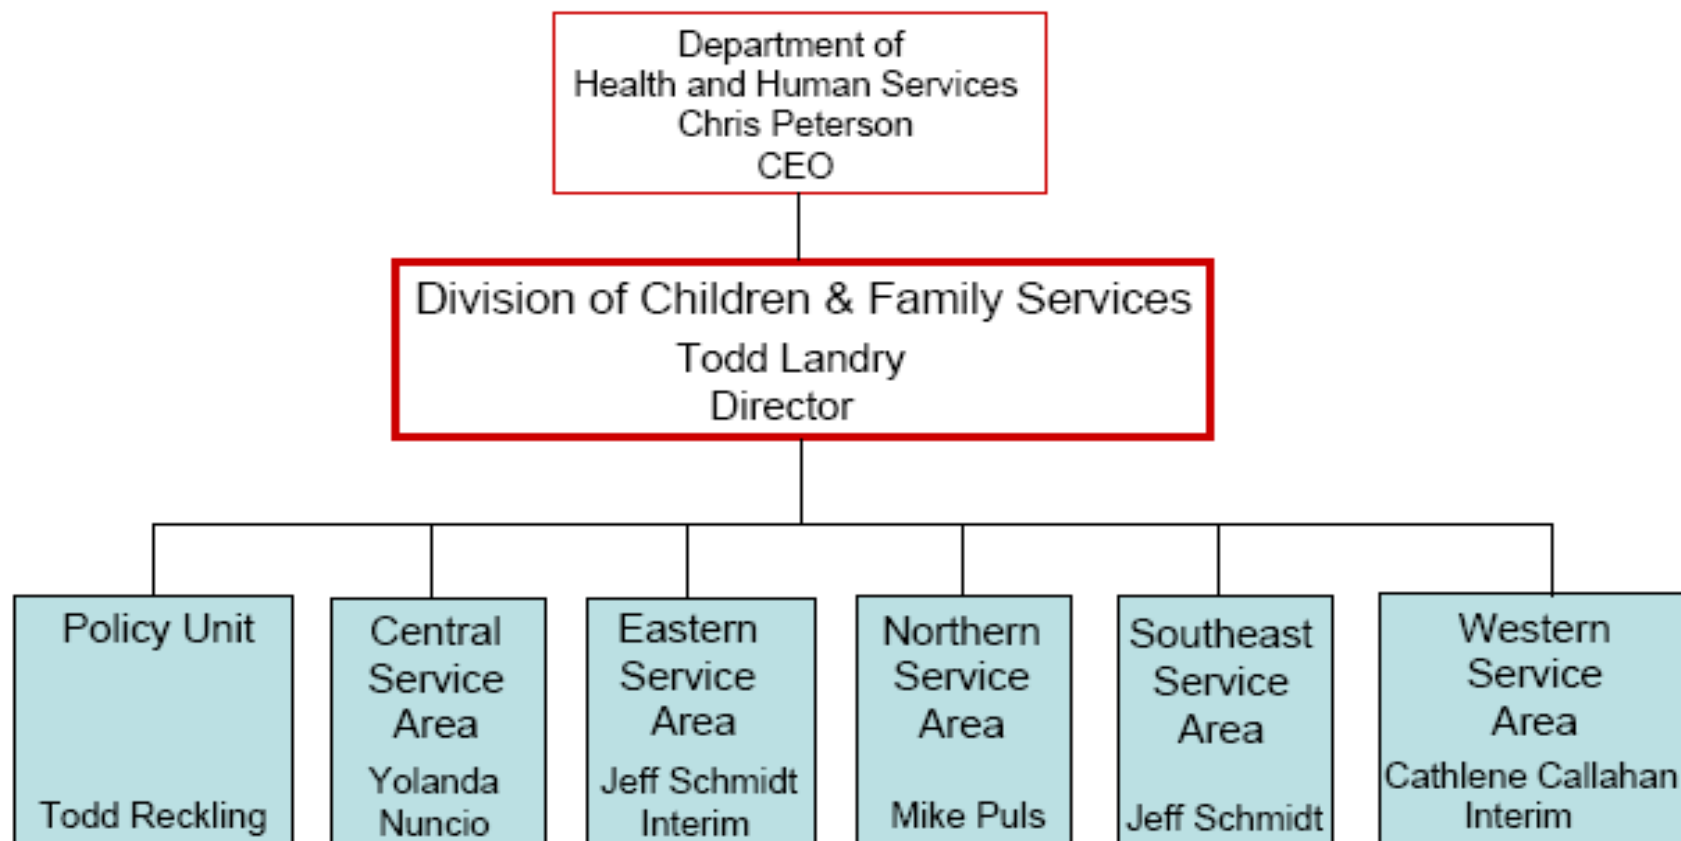 Department of
Health and Human Services
Chris Peterson
CEO
Division of Children & Family Services
Todd Landry
Director
Policy Unit
Todd Reckling
Central
Service
Area
Yolanda
Nuncio
Eastern
Service
Area
Jeff Schmidt
Interim
Northern
Service
Area
Mike Puls
Southeast
Service
Area
Jeff Schmidt
Western
Service
Area
Cathlene Callahan
Interim